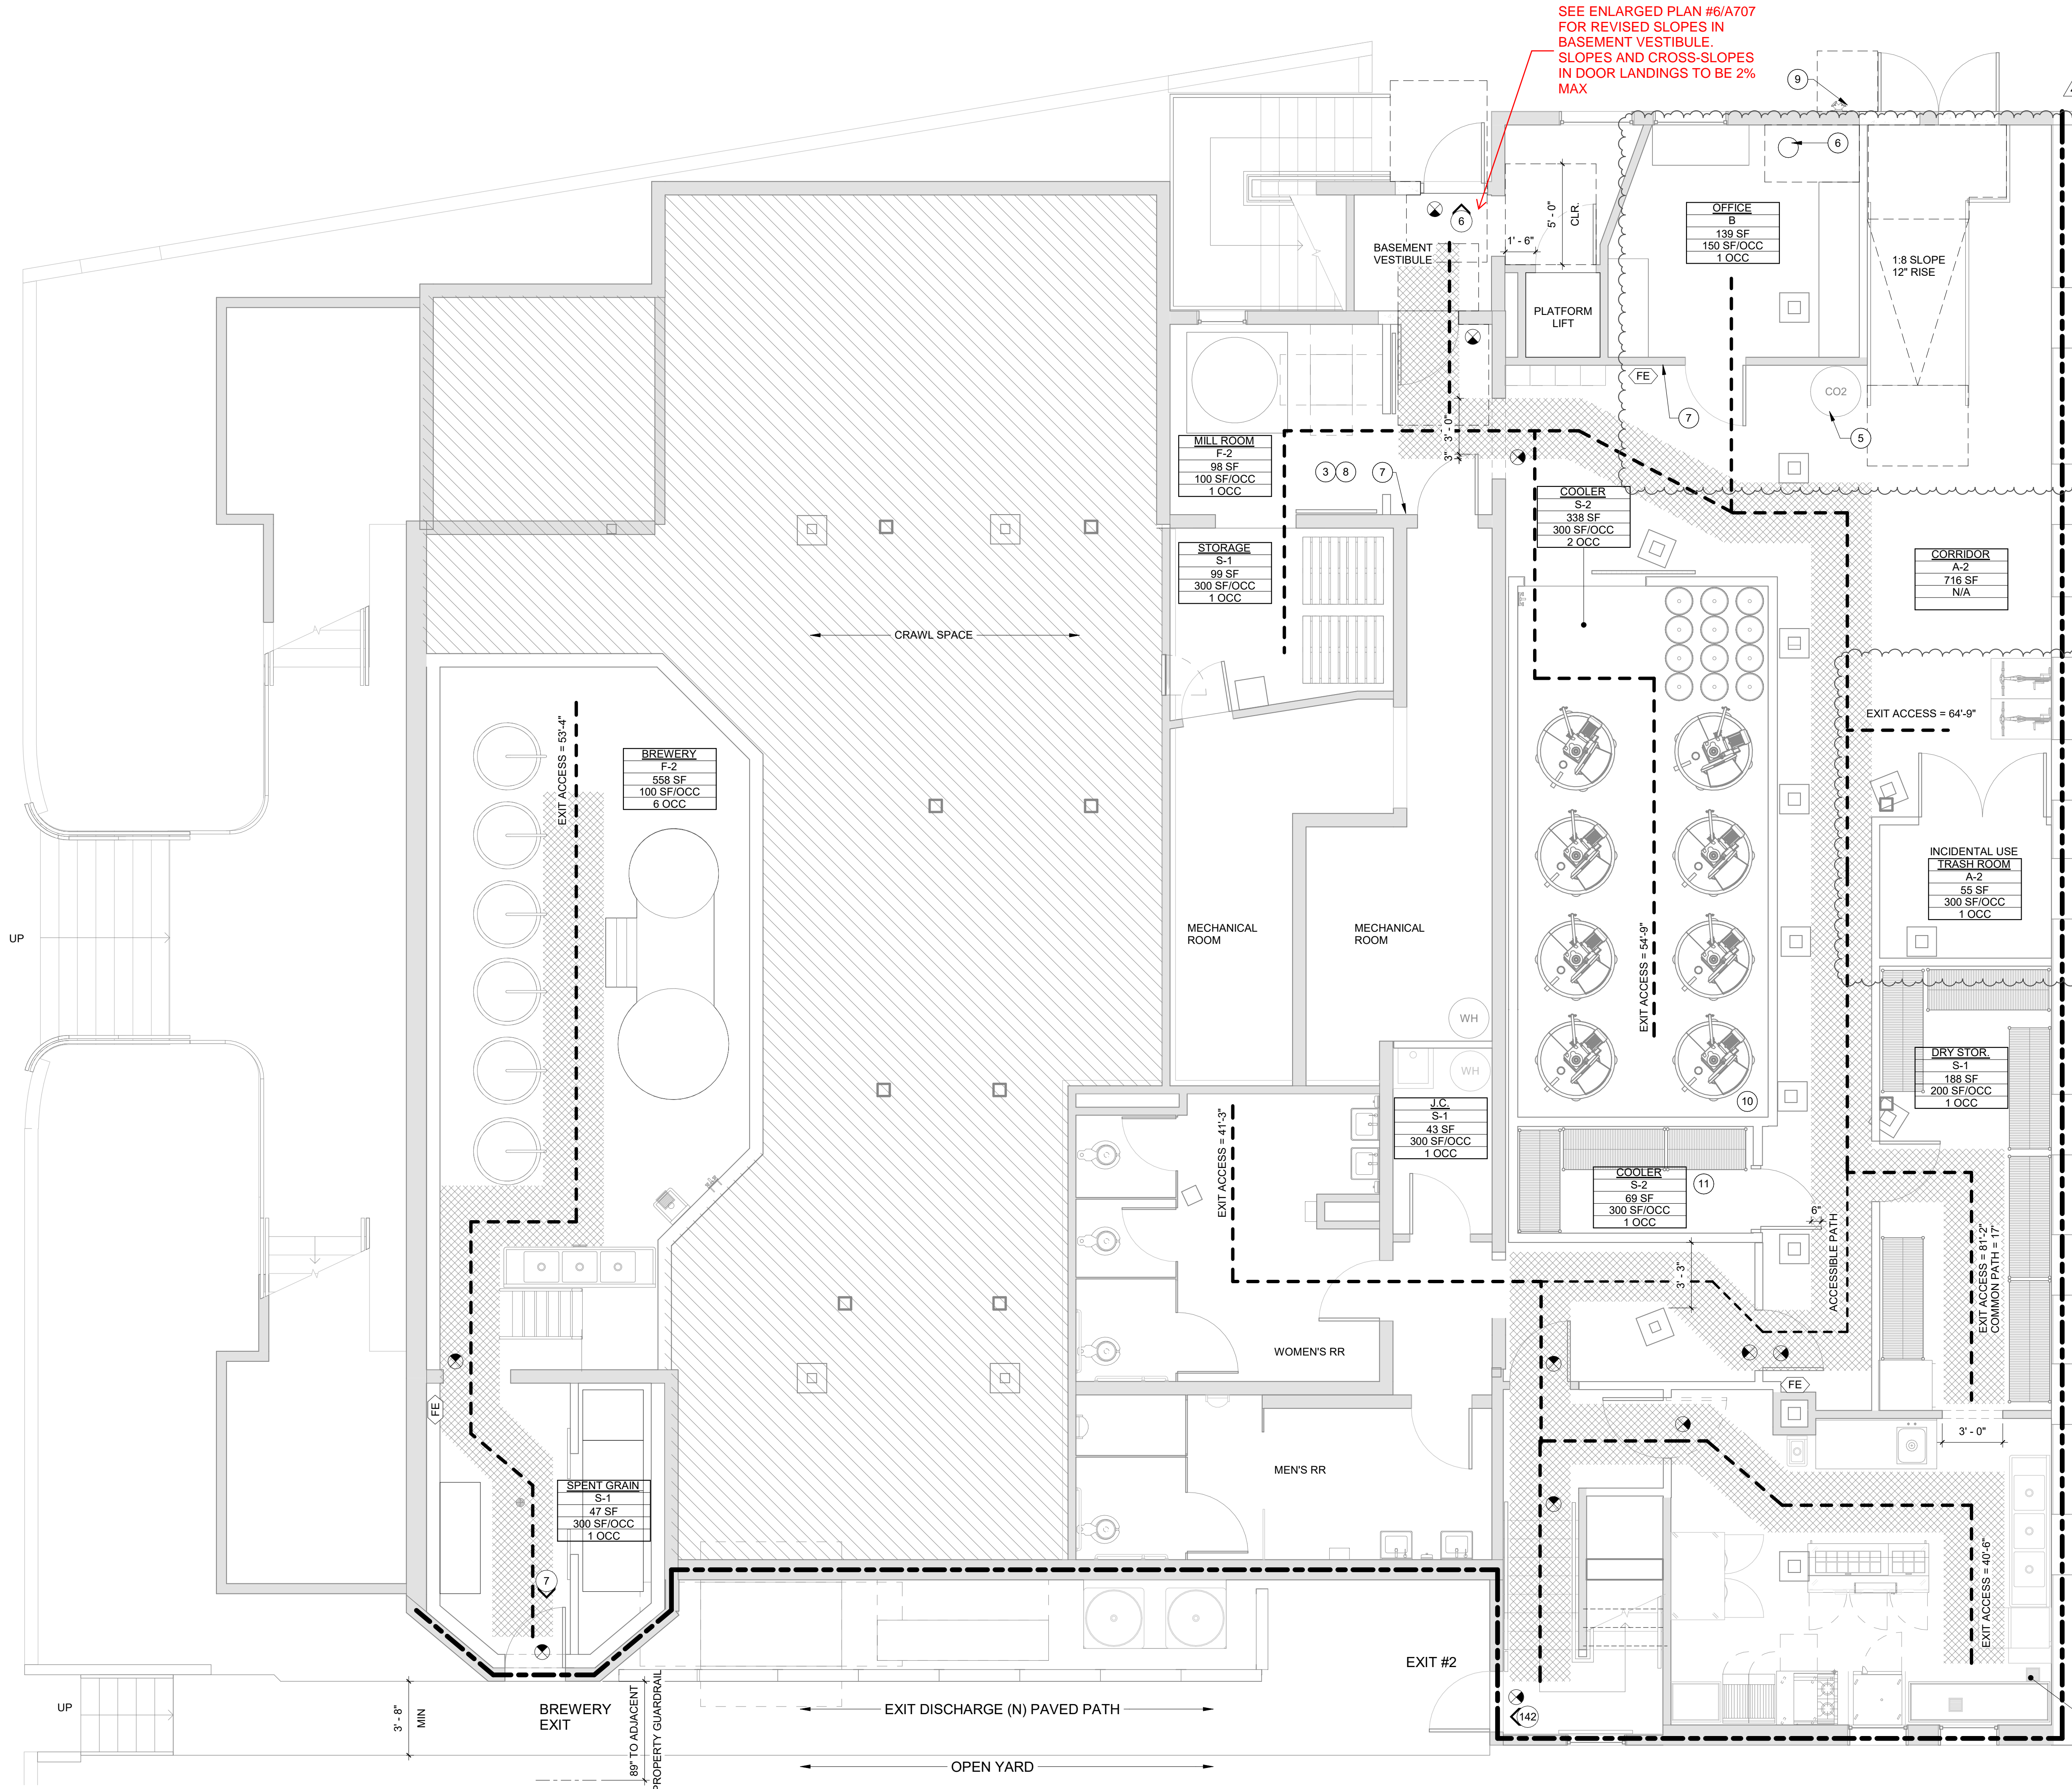 SEE ENLARGED PLAN #6/A707
FOR REVISED SLOPES IN
BASEMENT VESTIBULE.
SLOPES AND CROSS-SLOPES
IN DOOR LANDINGS TO BE 2%
MAX
9
6
OFFICE
B
139 SF
150 SF/OCC
1 OCC
6
5' - 0"
CLR.
1' - 6"
BASEMENT
VESTIBULE
1:8 SLOPE
12" RISE
PLATFORM
LIFT
FE
CO2
7
5
3' - 0"
3"
MILL ROOM
F-2
98 SF
100 SF/OCC
1 OCC
3
8
7
COOLER
S-2
338 SF
300 SF/OCC
2 OCC
STORAGE
S-1
99 SF
300 SF/OCC
1 OCC
CORRIDOR
A-2
716 SF
N/A
CRAWL SPACE
EXIT ACCESS = 64'-9"
EXIT ACCESS = 53'-4"
BREWERY
F-2
558 SF
100 SF/OCC
6 OCC
INCIDENTAL USE
TRASH ROOM
A-2
55 SF
300 SF/OCC
1 OCC
UP
MECHANICAL
ROOM
MECHANICAL
ROOM
EXIT ACCESS = 54'-9"
WH
WH
DRY STOR.
S-1
188 SF
200 SF/OCC
1 OCC
10
J.C.
S-1
43 SF
300 SF/OCC
1 OCC
EXIT ACCESS = 41'-3"
COOLER
S-2
69 SF
300 SF/OCC
1 OCC
11
6"
ACCESSIBLE PATH
3' - 3"
EXIT ACCESS = 81'-2"
COMMON PATH = 17'
WOMEN'S RR
FE
FE
3' - 0"
MEN'S RR
SPENT GRAIN
S-1
47 SF
300 SF/OCC
1 OCC
7
EXIT ACCESS = 40'-6"
EXIT #2
UP
3' - 8"
MIN
BREWERY
EXIT
89" TO ADJACENT
PROPERTY GUARDRAIL
EXIT DISCHARGE (N) PAVED PATH
142
OPEN YARD